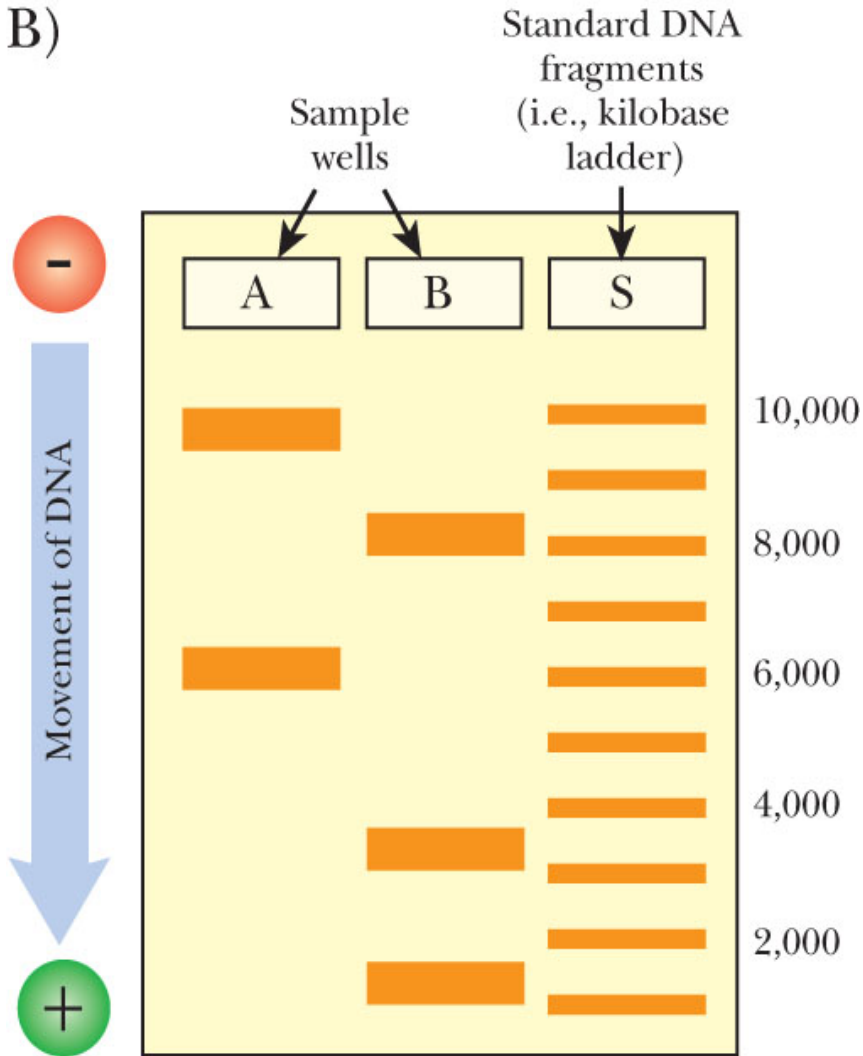 B)
Standard DNA
fragments
(i.e., kilobase
ladder)
Sample
wells
-
A
B
S
10,000
8,000
6,000
4,000
2,000
Movement of DNA
+